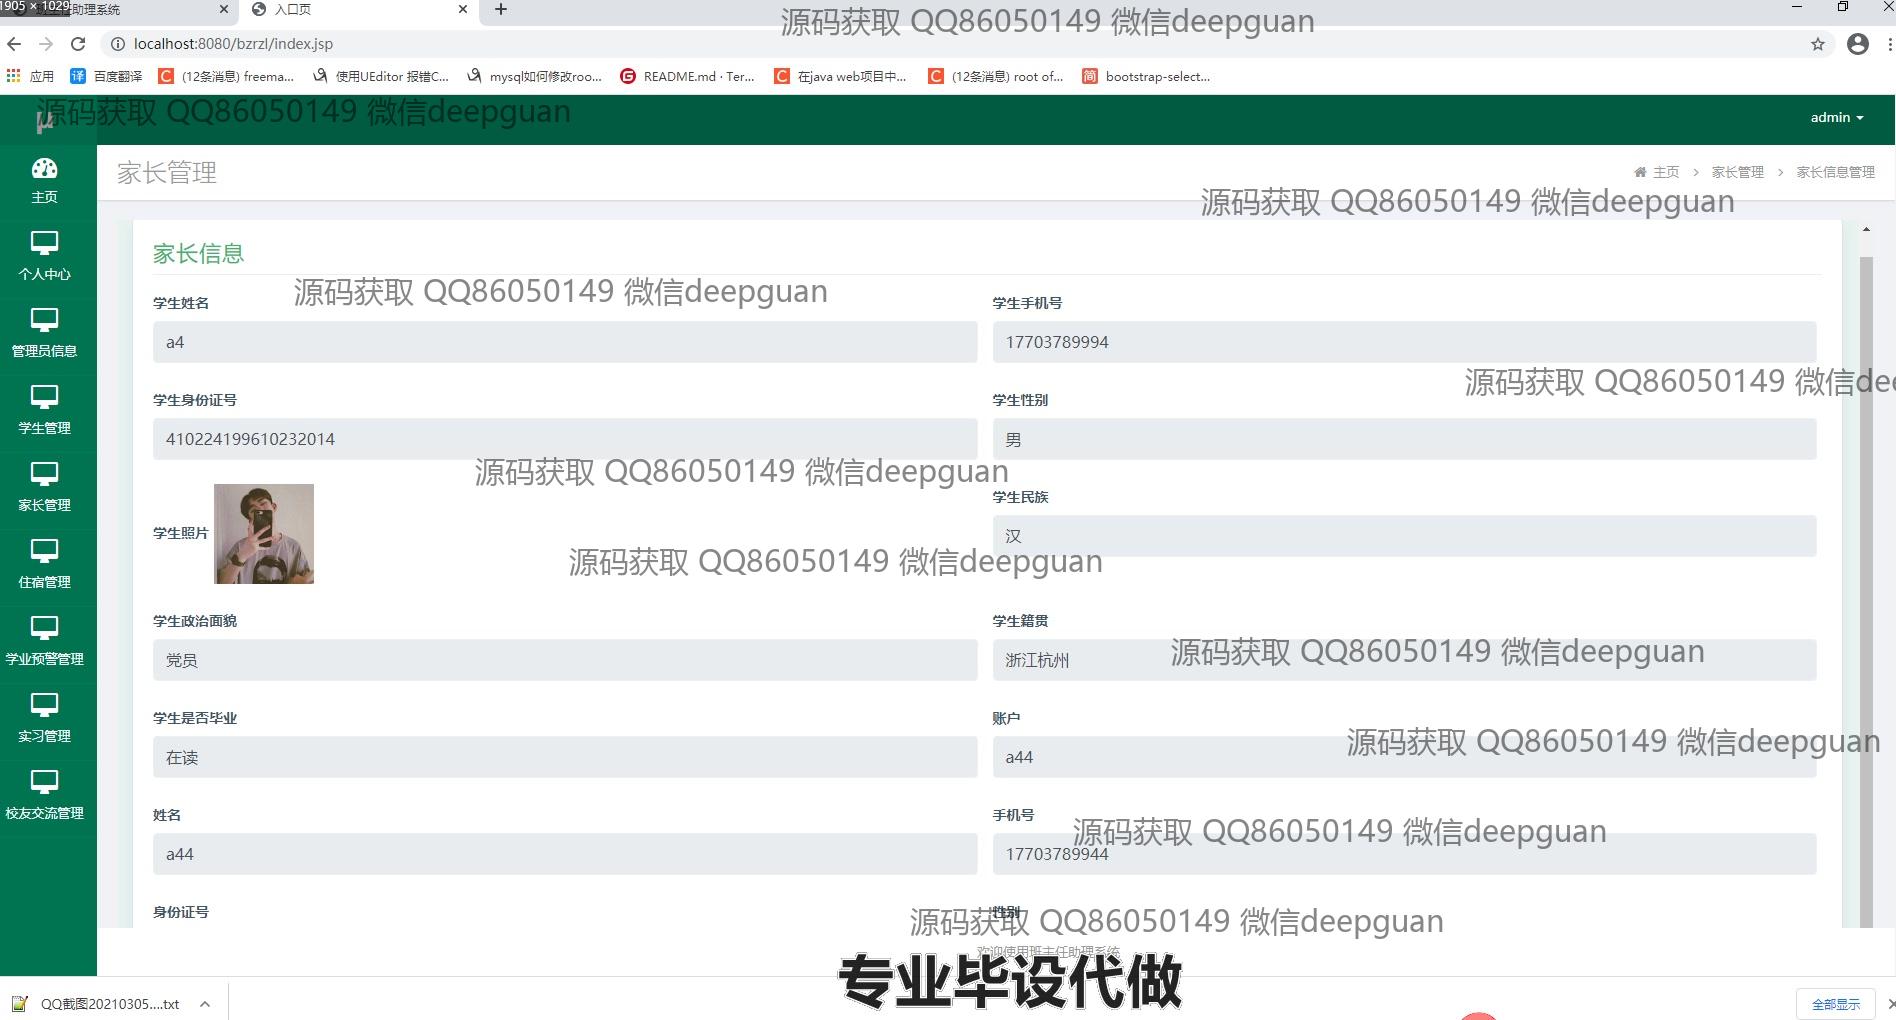 1905 × 1029
班主任助理系统
入口页
源码获取 QQ86050149 微信deepguan
localhost:8080/bzrzl/index.jsp
应用 百度翻译 (12条消息) freema... 使用UEditor 报错C... mysql如何修改roo... README.md · Ter... 在java web项目中... (12条消息) root of... bootstrap-select...
源码获取 QQ86050149 微信deepguan
admin
家长管理
主页 > 家长管理 > 家长信息管理
源码获取 QQ86050149 微信deepguan
主页
个人中心
管理员信息
学生管理
家长管理
住宿管理
学业预警管理
实习管理
校友交流管理
家长信息
源码获取 QQ86050149 微信deepguan
学生姓名 学生手机号
a4 17703789994
源码获取 QQ86050149 微信dee
学生身份证号 学生性别
410224199610232014 男
源码获取 QQ86050149 微信deepguan
学生照片 学生民族
汉
源码获取 QQ86050149 微信deepguan
学生政治面貌 学生籍贯
党员 浙江杭州
源码获取 QQ86050149 微信deepguan
学生是否毕业 账户
在读 a44
源码获取 QQ86050149 微信deepguan
姓名 手机号
a44 17703789944
源码获取 QQ86050149 微信deepguan
身份证号 性别
源码获取 QQ86050149 微信deepguan
欢迎使用班主任助理系统
专业毕设代做
QQ截图20210305....txt
全部显示